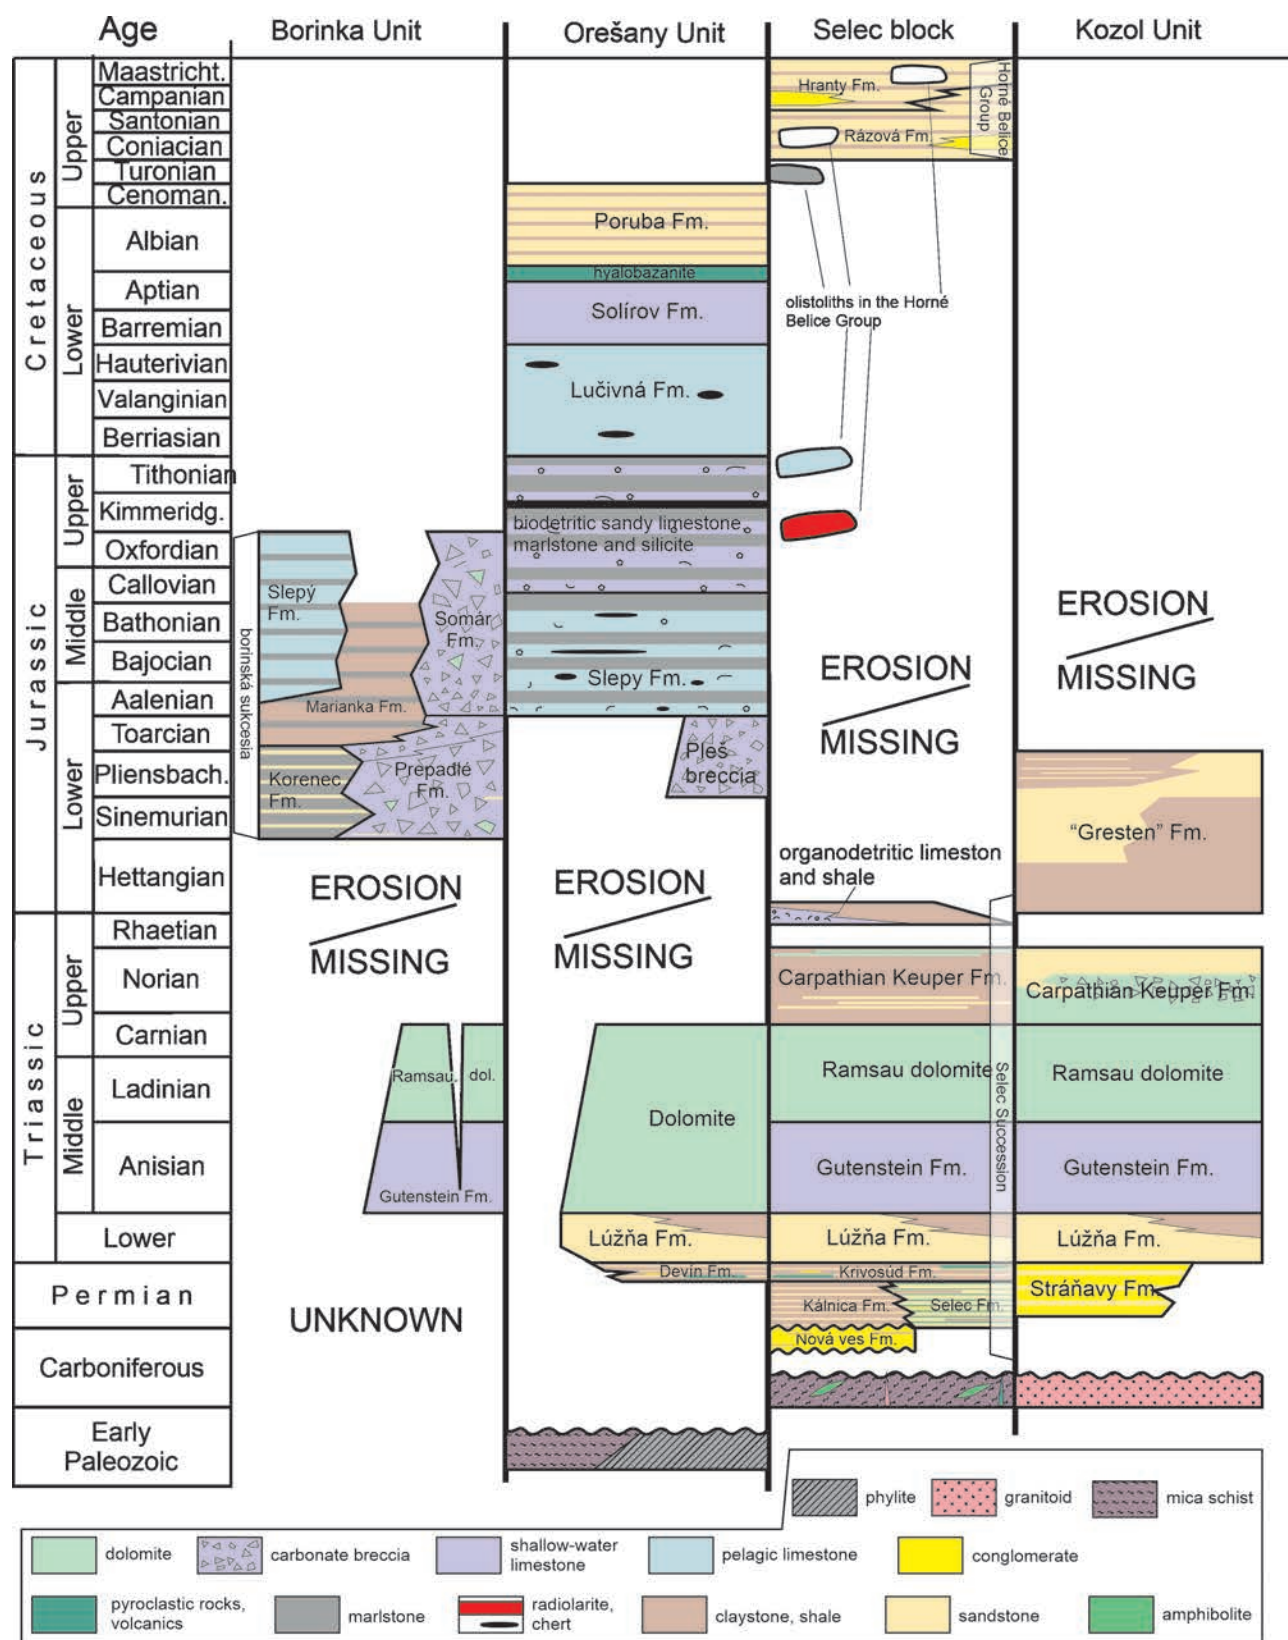 Age
Borinka Unit
Orešany Unit
Selec block
Kozol Unit
Cretaceous
Upper
Maastricht.
Campanian
Santonian
Coniacian
Turonian
Cenoman.
Lower
Albian
Aptian
Barremian
Hauterivian
Valanginian
Berriasian
Jurassic
Upper
Tithonian
Kimmeridg.
Oxfordian
Middle
Callovian
Bathonian
Bajocian
Lower
Aalenian
Toarcian
Pliensbach.
Sinemurian
Hettangian
Triassic
Upper
Rhaetian
Norian
Carnian
Middle
Ladinian
Anisian
Lower
Permian
Carboniferous
Early
Paleozoic
borinská sukcesia
Slepý
Fm.
Somár
Fm.
Marianka Fm.
Korenec
Fm.
Prepadlé
Fm.
EROSION
MISSING
Ramsau.
dol.
Gutenstein Fm.
UNKNOWN
Poruba Fm.
hyalobazanite
Solírov Fm.
Lučivná Fm.
biodetritic sandy limestone,
marlstone and silicite
Slepy Fm.
Pleš
breccia
EROSION
MISSING
Dolomite
Lúžňa Fm.
Devín Fm.
Hranty Fm.
Rázová Fm.
Horné Belice
Group
olistoliths in the Horné
Belice Group
EROSION
MISSING
organodetritic limeston
and shale
Carpathian Keuper Fm.
Ramsau dolomite
Selec Succession
Gutenstein Fm.
Lúžňa Fm.
Krivosúd Fm.
Kálnica Fm.
Selec Fm.
Nová ves Fm.
EROSION
MISSING
"Gresten" Fm.
Carpathian Keuper Fm.
Ramsau dolomite
Gutenstein Fm.
Lúžňa Fm.
Stráňavy Fm.
phylite
granitoid
mica schist
dolomite
carbonate breccia
shallow-water
limestone
pelagic limestone
conglomerate
pyroclastic rocks,
volcanics
marlstone
radiolarite,
chert
claystone, shale
sandstone
amphibolite